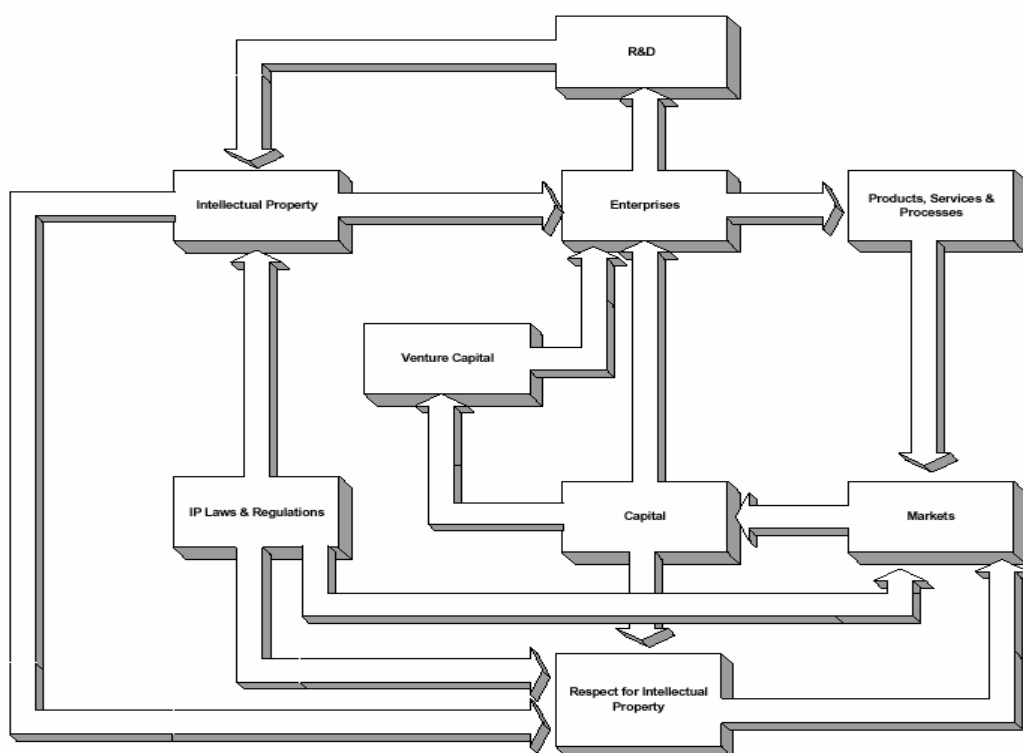 R&D
Intellectual Property
Enterprises
Products, Services &
Processes
Venture Capital
IP Laws & Regulations
Capital
Markets
Respect for Intellectual
Property